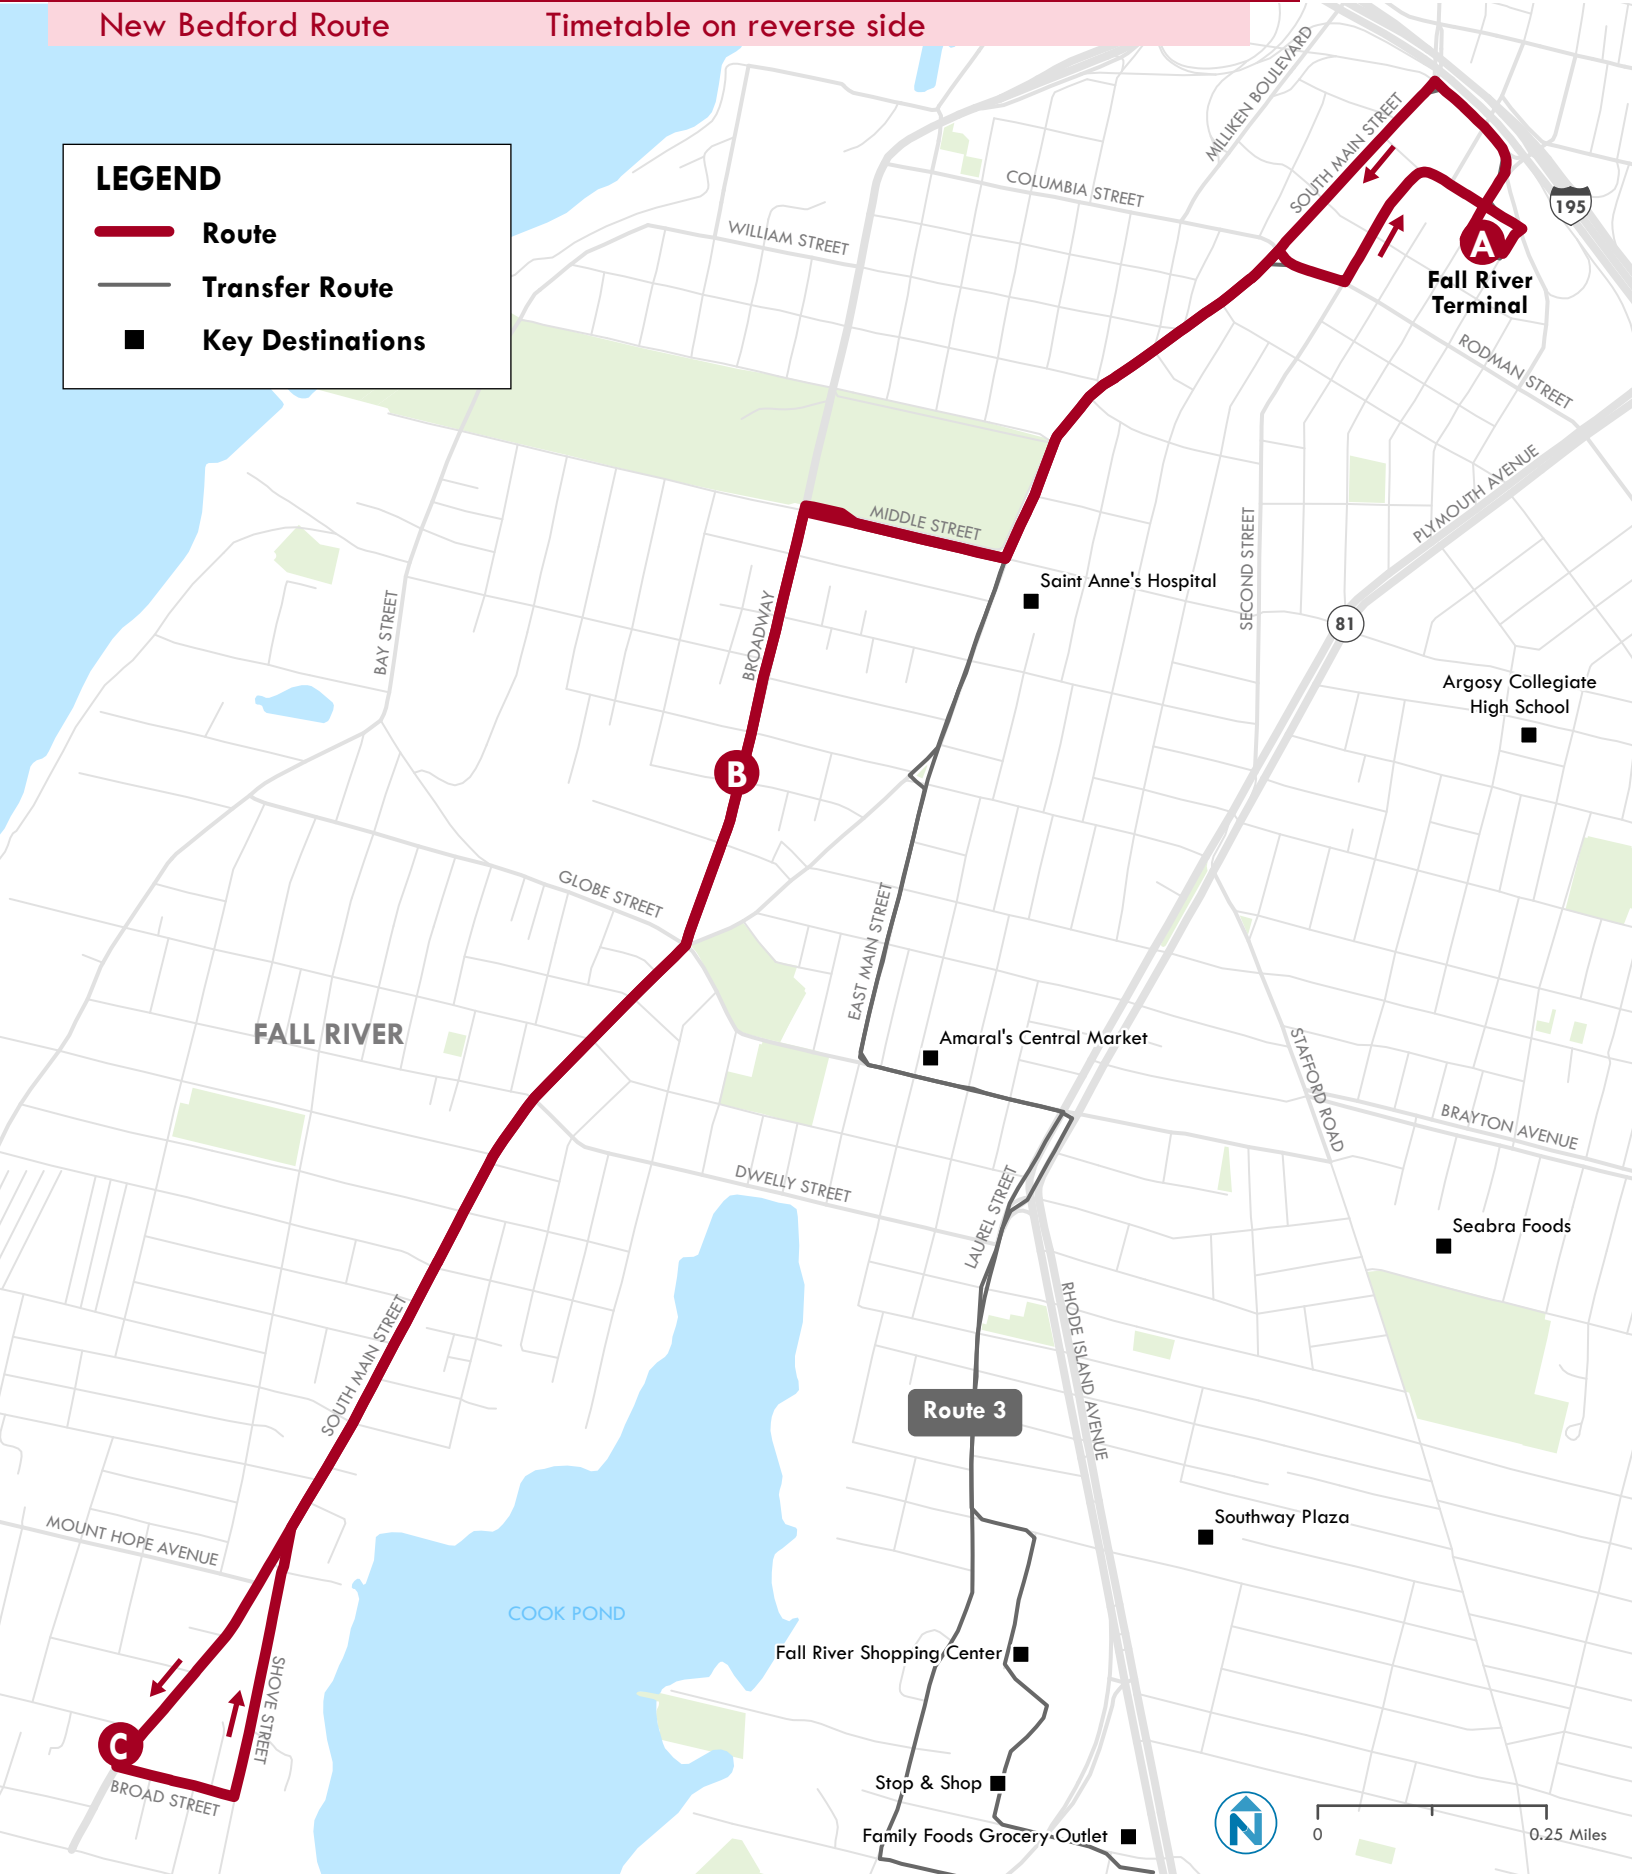 New Bedford Route
Timetable on reverse side
LEGEND
Route
Transfer Route
Key Destinations
MILLIKEN BOULEVARD
SOUTH MAIN STREET
COLUMBIA STREET
WILLIAM STREET
195
A
Fall River
Terminal
RODMAN STREET
PLYMOUTH AVENUE
MIDDLE STREET
SECOND STREET
Saint Anne's Hospital
81
BAY STREET
BROADWAY
Argosy Collegiate
High School
B
GLOBE STREET
EAST MAIN STREET
FALL RIVER
Amaral's Central Market
STAFFORD ROAD
BRAYTON AVENUE
DWELLY STREET
LAUREL STREET
Seabra Foods
RHODE ISLAND AVENUE
SOUTH MAIN STREET
Route 3
MOUNT HOPE AVENUE
Southway Plaza
COOK POND
Fall River Shopping Center
SHOVE STREET
C
BROAD STREET
Stop & Shop
Family Foods Grocery Outlet
N
0
0.25 Miles